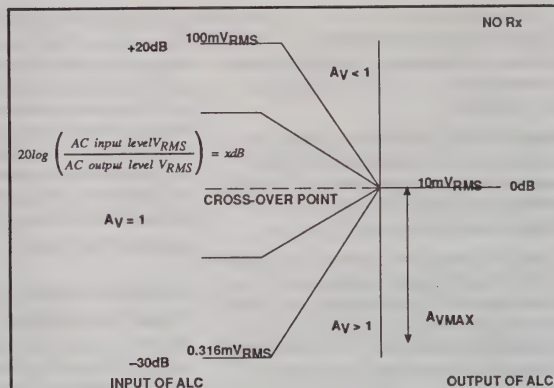 NO Rx
+20dB
100mVRMS
AV < 1
20log ( AC input levelVRMS / AC output level VRMS ) = xdB
10mVRMS
0dB
CROSS-OVER POINT
AV = 1
AV > 1
AVMAX
0.316mVRMS
–30dB
INPUT OF ALC
OUTPUT OF ALC